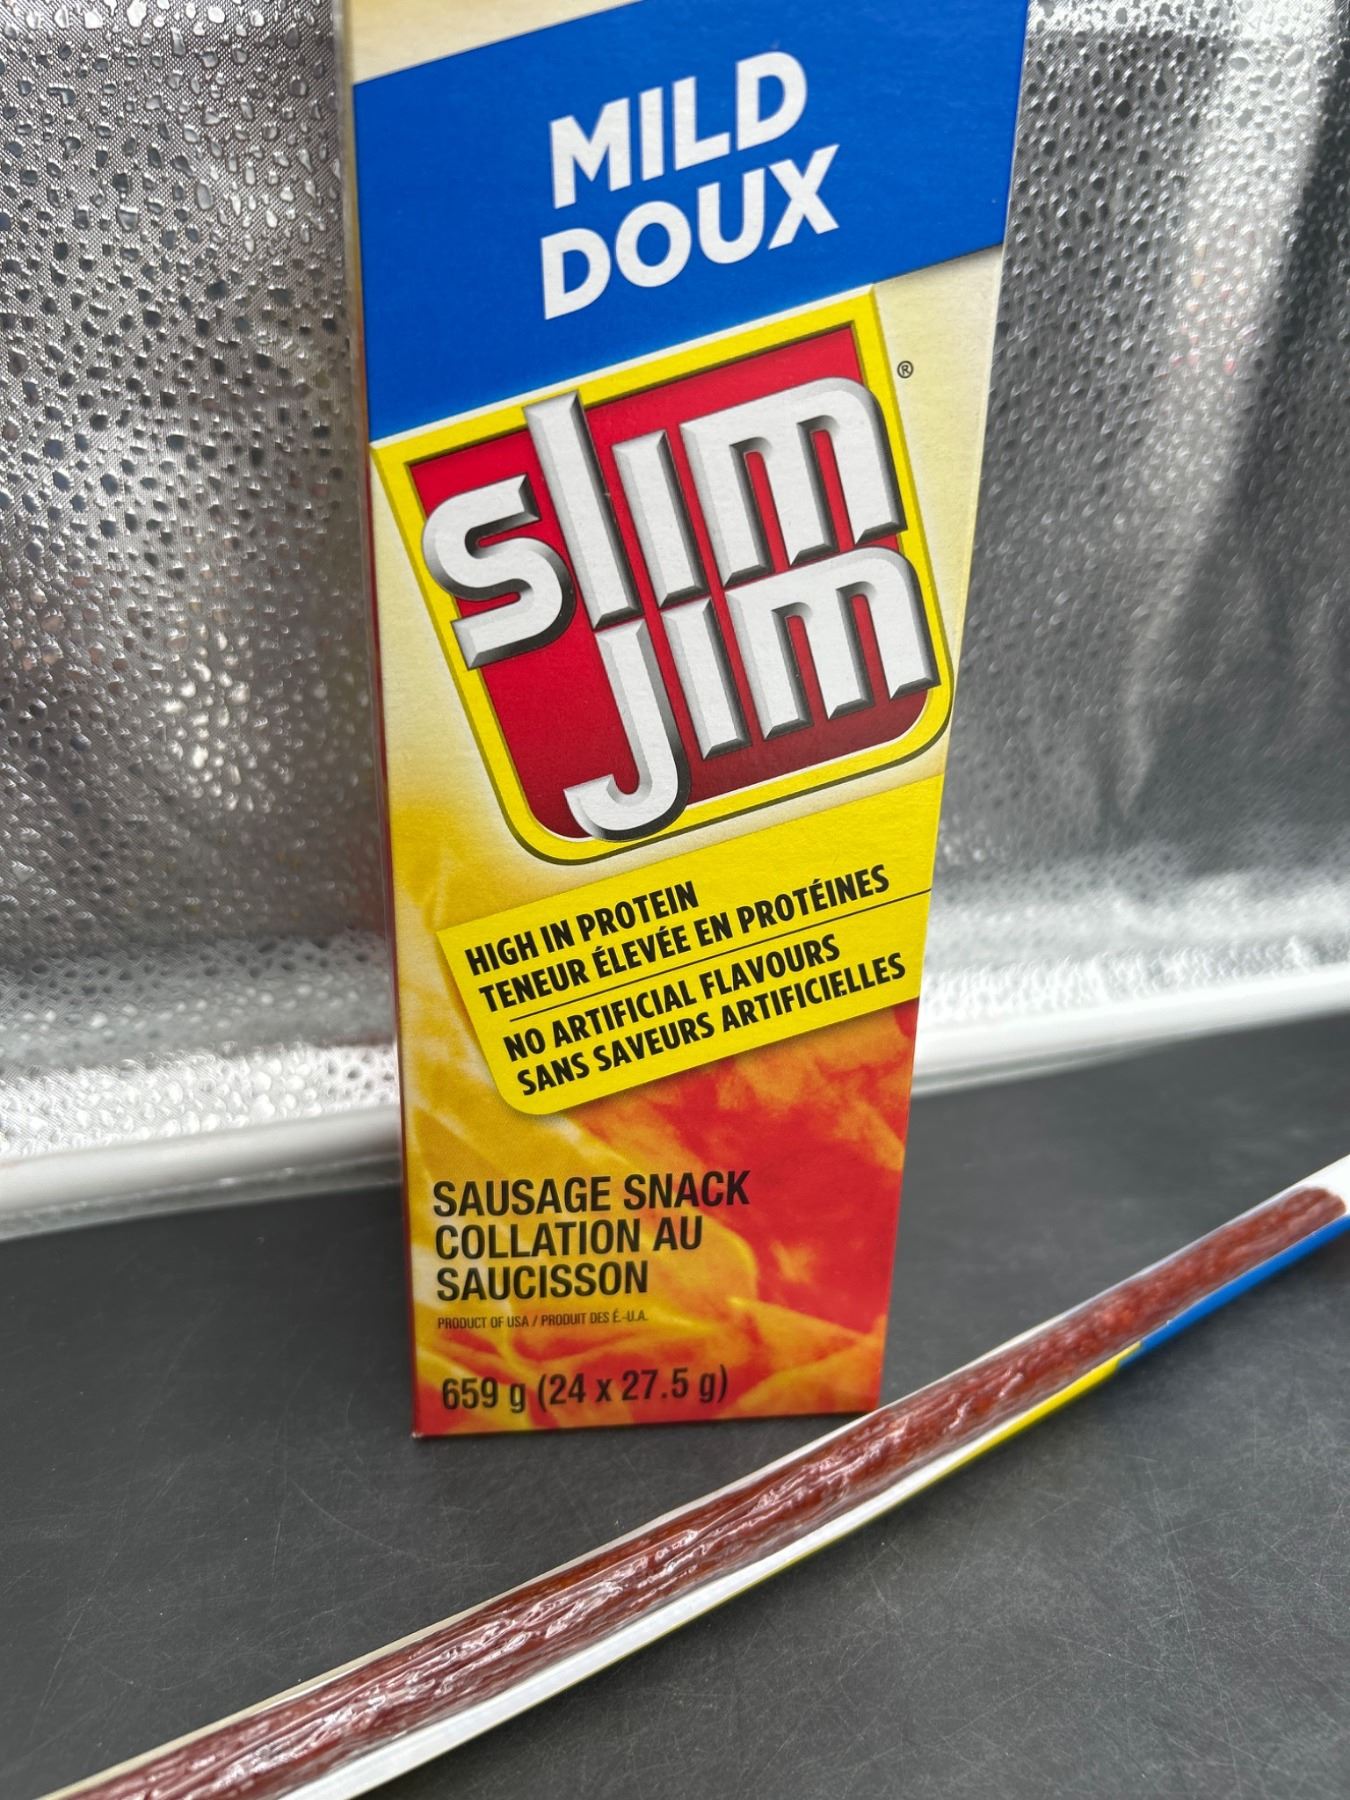 MILD
DOUX
slim
jim
®
HIGH IN PROTEIN
TENEUR ÉLEVÉE EN PROTÉINES
NO ARTIFICIAL FLAVOURS
SANS SAVEURS ARTIFICIELLES
SAUSAGE SNACK
COLLATION AU
SAUCISSON
PRODUCT OF USA / PRODUIT DES É.-U.A.
659 g (24 x 27.5 g)